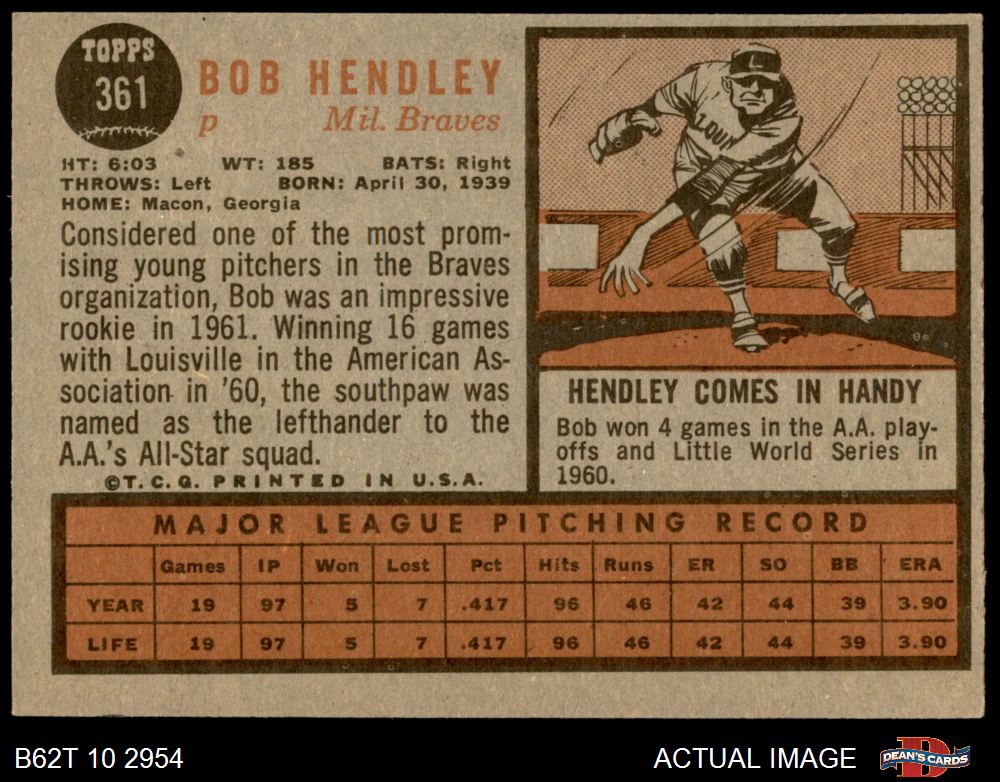 TOPPS
361
BOB HENDLEY
p Mil. Braves
HT: 6:03 WT: 185 BATS: Right
THROWS: Left BORN: April 30, 1939
HOME: Macon, Georgia
Considered one of the most prom-
ising young pitchers in the Braves
organization, Bob was an impressive
rookie in 1961. Winning 16 games
with Louisville in the American As-
sociation in '60, the southpaw was
named as the lefthander to the
A.A.'s All-Star squad.
©T.C.G. PRINTED IN U.S.A.
L
LOUI
HENDLEY COMES IN HANDY
Bob won 4 games in the A.A. play-
offs and Little World Series in
1960.
MAJOR LEAGUE PITCHING RECORD
Games IP Won Lost Pct Hits Runs ER SO BB ERA
YEAR 19 97 5 7 .417 96 46 42 44 39 3.90
LIFE 19 97 5 7 .417 96 46 42 44 39 3.90
B62T 10 2954 ACTUAL IMAGE DEAN'S CARDS